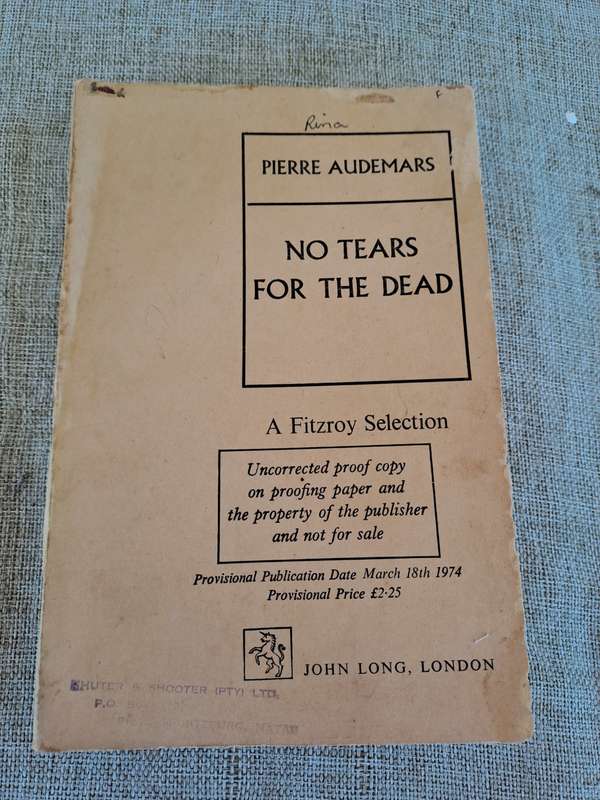 F
Rina
PIERRE AUDEMARS
NO TEARS
FOR THE DEAD
A Fitzroy Selection
Uncorrected proof copy
on proofing paper and
the property of the publisher
and not for sale
Provisional Publication Date March 18th 1974
Provisional Price £2·25
JOHN LONG, LONDON
SHUTER & SHOOTER (PTY) LTD,
P.O.
NATAL